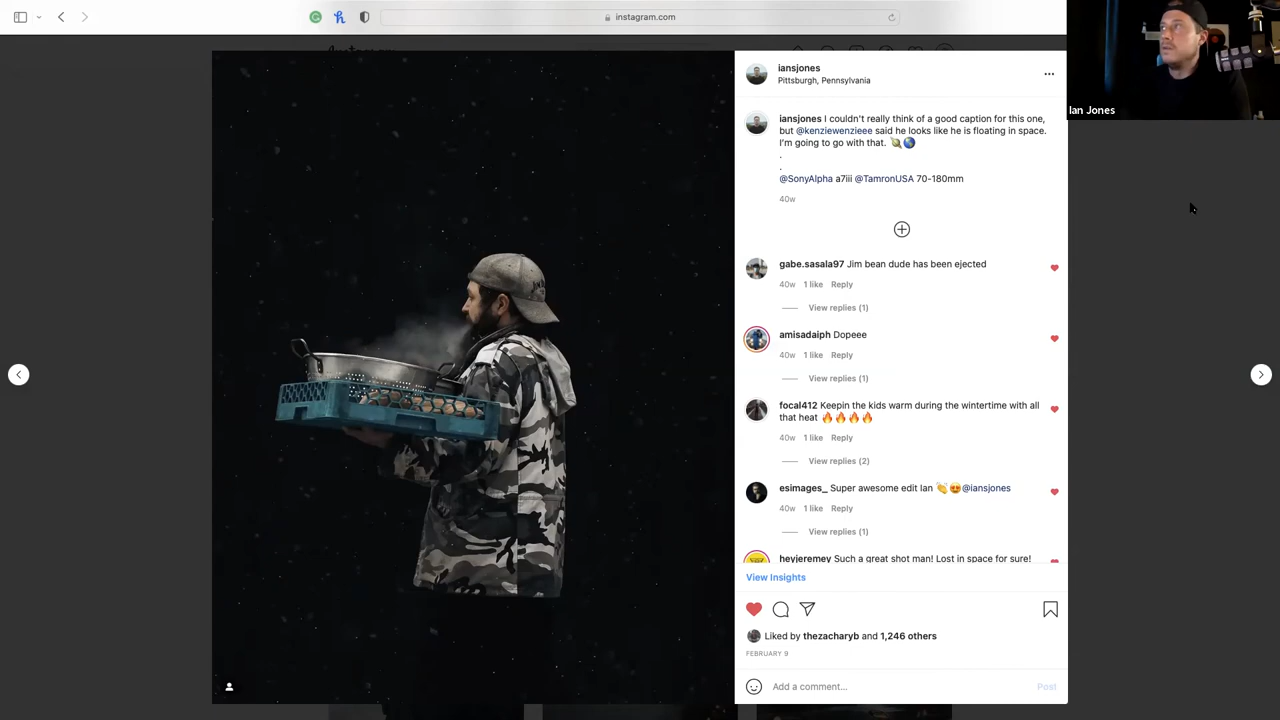 instagram.com
Ian Jones
iansjones
Pittsburgh, Pennsylvania
iansjones I couldn't really think of a good caption for this one,
but @kenziewenzieee said he looks like he is floating in space.
I'm going to go with that.
.
.
@SonyAlpha a7iii @TamronUSA 70-180mm
40w
gabe.sasala97 Jim bean dude has been ejected
40w 1 like Reply
View replies (1)
amisadaiph Dopeee
40w 1 like Reply
View replies (1)
focal412 Keepin the kids warm during the wintertime with all
that heat 🔥🔥🔥🔥
40w 1 like Reply
View replies (2)
esimages_ Super awesome edit Ian 👏😍@iansjones
40w 1 like Reply
View replies (1)
heyjeremey Such a great shot man! Lost in space for sure!
View Insights
Liked by thezacharyb and 1,246 others
FEBRUARY 9
Add a comment...
Post